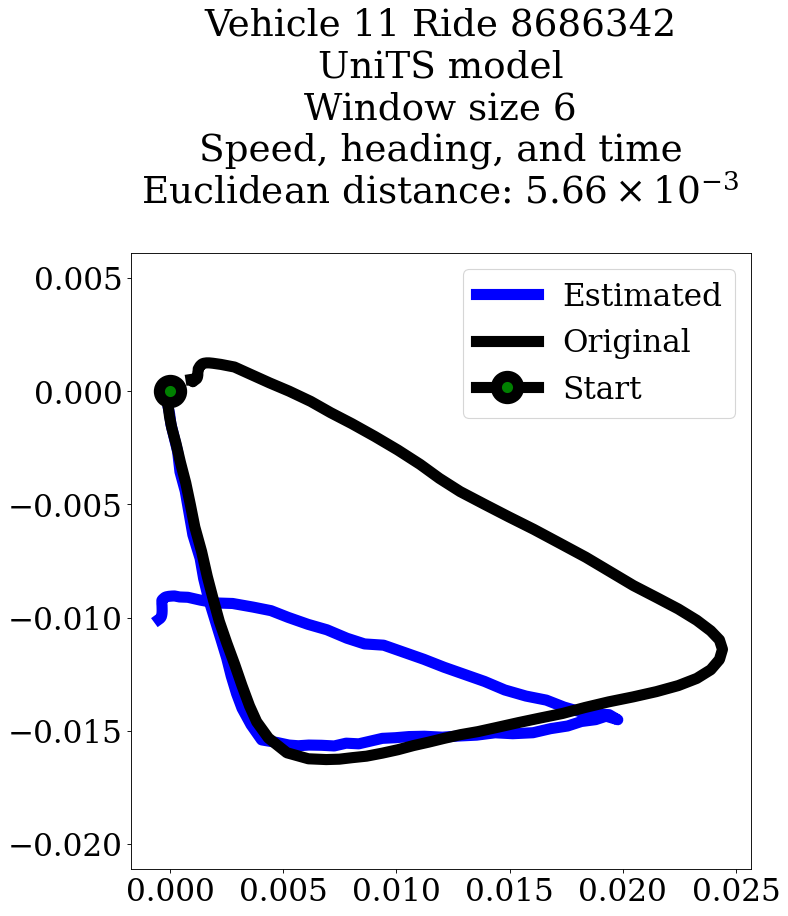 Vehicle 11 Ride 8686342
UniTS model
Window size 6
Speed, heading, and time
Euclidean distance: 5.66 × 10⁻³
Estimated
Original
Start
0.005
0.000
−0.005
−0.010
−0.015
−0.020
0.000 0.005 0.010 0.015 0.020 0.025